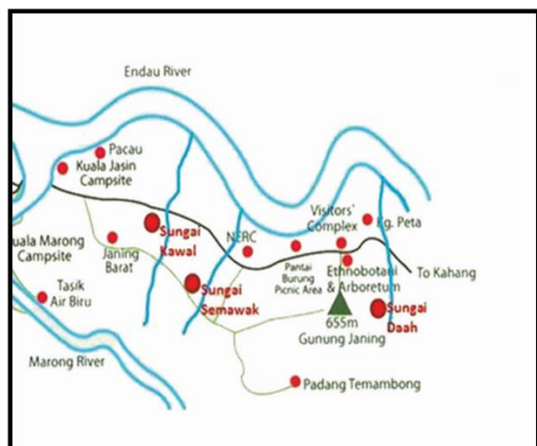 Endau River
Pacau
Kuala Jasin
Campsite
Visitors'
Complex
Kg. Peta
Sungai
Kawal
NERC
uala Marong
Campsite
Janing
Barat
Pantai
Burung
Picnic Area
Ethnobotani
& Arboretum
To Kahang
Tasik
Air Biru
Sungai
Semawak
655m
Gunung Janing
Sungai
Daah
Marong River
Padang Temambong